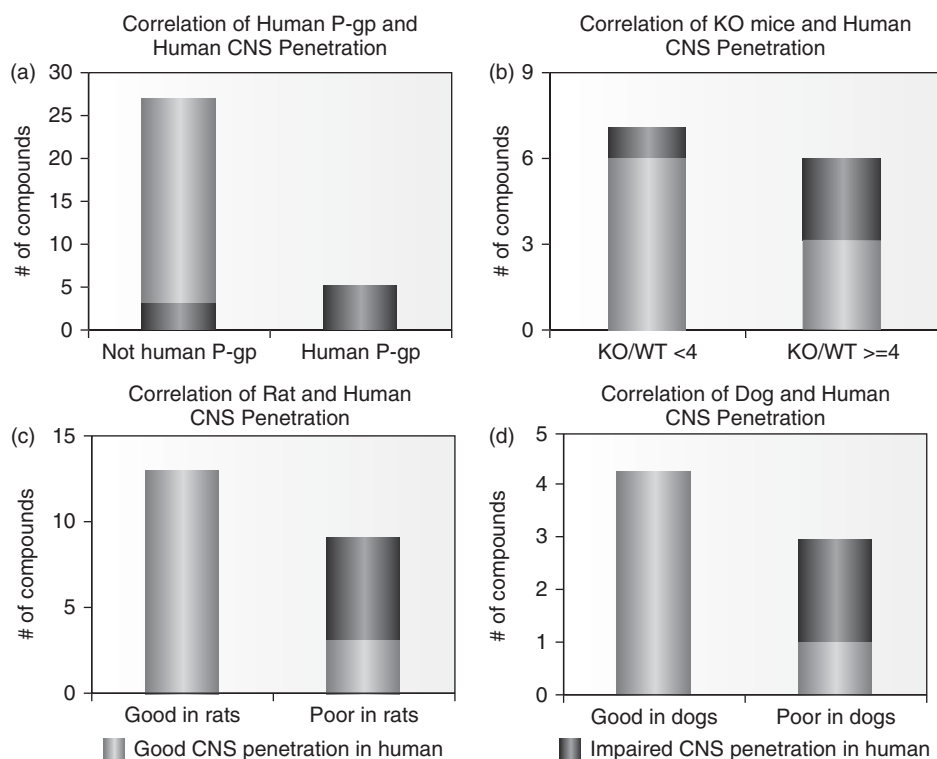 Correlation of Human P-gp and
Human CNS Penetration
(a)
30
25
20
15
10
5
0
# of compounds
Not human P-gp
Human P-gp
Correlation of KO mice and Human
CNS Penetration
(b)
9
6
3
0
# of compounds
KO/WT <4
KO/WT >=4
Correlation of Rat and Human
CNS Penetration
(c)
15
10
5
0
# of compounds
Good in rats
Poor in rats
Correlation of Dog and Human
CNS Penetration
(d)
5
4
3
2
1
0
# of compounds
Good in dogs
Poor in dogs
Good CNS penetration in human
Impaired CNS penetration in human